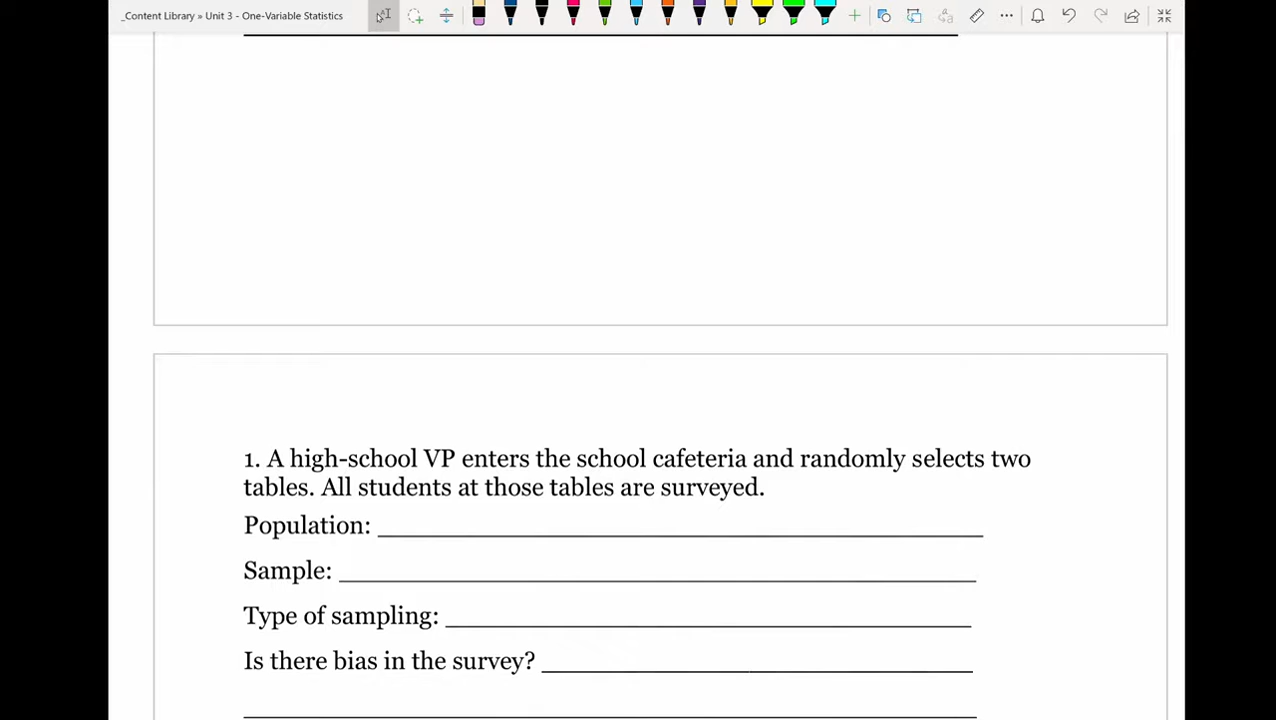 _Content Library » Unit 3 - One-Variable Statistics
1. A high-school VP enters the school cafeteria and randomly selects two
tables. All students at those tables are surveyed.
Population:
Sample:
Type of sampling:
Is there bias in the survey?